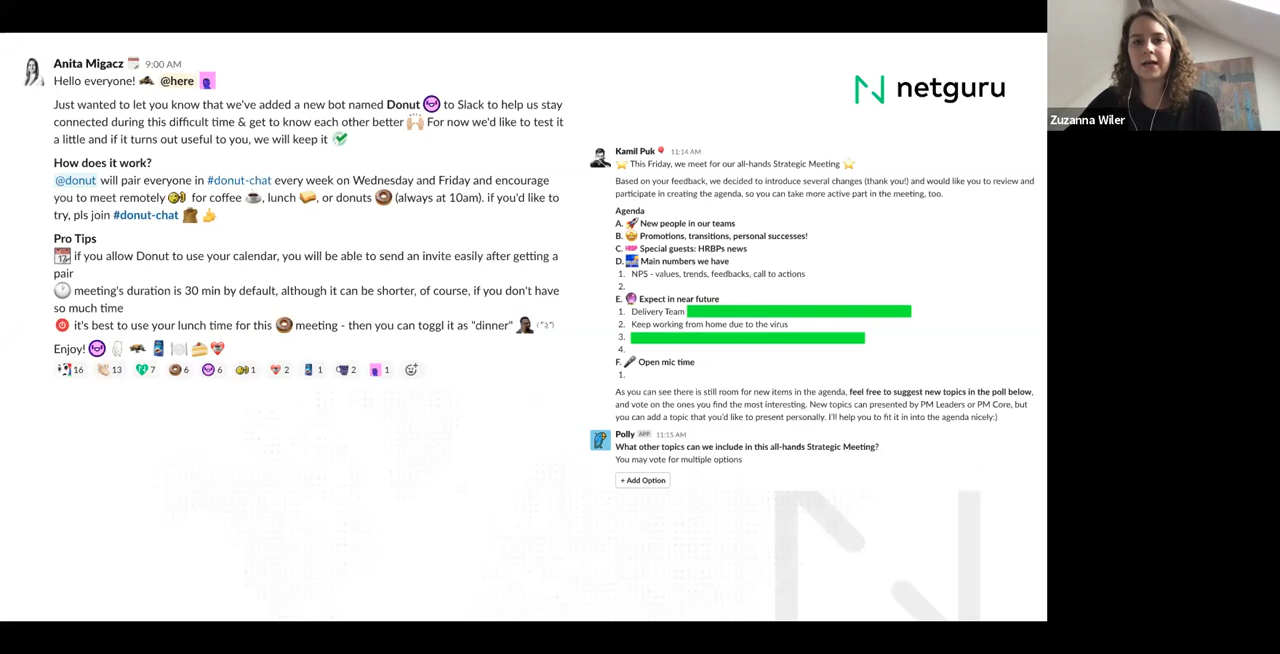 Anita Migacz 9:00 AM
Hello everyone! @here
Just wanted to let you know that we've added a new bot named Donut to Slack to help us stay
connected during this difficult time & get to know each other better For now we'd like to test it
a little and if it turns out useful to you, we will keep it
How does it work?
@donut will pair everyone in #donut-chat every week on Wednesday and Friday and encourage
you to meet remotely for coffee, lunch, or donuts (always at 10am). if you'd like to
try, pls join #donut-chat
Pro Tips
if you allow Donut to use your calendar, you will be able to send an invite easily after getting a
pair
meeting's duration is 30 min by default, although it can be shorter, of course, if you don't have
so much time
it's best to use your lunch time for this meeting - then you can toggl it as "dinner"
Enjoy!
16 13 7 6 6 1 2 1 2 1
netguru
Kamil Puk 11:14 AM
This Friday, we meet for our all-hands Strategic Meeting
Based on your feedback, we decided to introduce several changes (thank you!) and would like you to review and
participate in creating the agenda, so you can take more active part in the meeting, too.
Agenda
A. New people in our teams
B. Promotions, transitions, personal successes!
C. Special guests: HRBPs news
D. Main numbers we have
1. NPS - values, trends, feedbacks, call to actions
2.
E. Expect in near future
1. Delivery Team
2. Keep working from home due to the virus
3.
4.
F. Open mic time
1.
As you can see there is still room for new items in the agenda, feel free to suggest new topics in the poll below,
and vote on the ones you find the most interesting. New topics can presented by PM Leaders or PM Core, but
you can add a topic that you'd like to present personally. I'll help you to fit it in into the agenda nicely:)
Polly APP 11:15 AM
What other topics can we include in this all-hands Strategic Meeting?
You may vote for multiple options
+ Add Option
Zuzanna Wiler